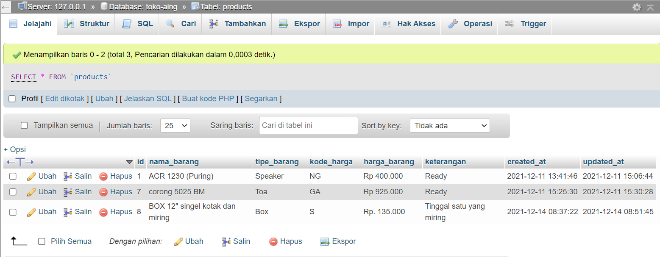 Server: 127.0.0.1 » Database: toko-aing » Tabel: products
Jelajahi Struktur SQL Cari Tambahkan Ekspor Impor Hak Akses Operasi Trigger
Menampilkan baris 0 - 2 (total 3, Pencarian dilakukan dalam 0,0003 detik.)
SELECT * FROM `products`
Profil [ Edit dikotak ] [ Ubah ] [ Jelaskan SQL ] [ Buat kode PHP ] [ Segarkan ]
Tampilkan semua Jumlah baris: 25 Saring baris: Cari di tabel ini Sort by key: Tidak ada
+ Opsi
id nama_barang tipe_barang kode_harga harga_barang keterangan created_at updated_at
Ubah Salin Hapus 1 ACR 1230 (Puring) Speaker NG Rp 400.000 Ready 2021-12-11 13:41:46 2021-12-11 15:06:44
Ubah Salin Hapus 7 corong 5025 BM Toa GA Rp 925.000 Ready 2021-12-11 15:25:30 2021-12-11 15:30:28
Ubah Salin Hapus 8 BOX 12" singel kotak dan miring Box S Rp. 135.000 Tinggal satu yang miring 2021-12-14 08:37:22 2021-12-14 08:51:45
Pilih Semua Dengan pilihan: Ubah Salin Hapus Ekspor